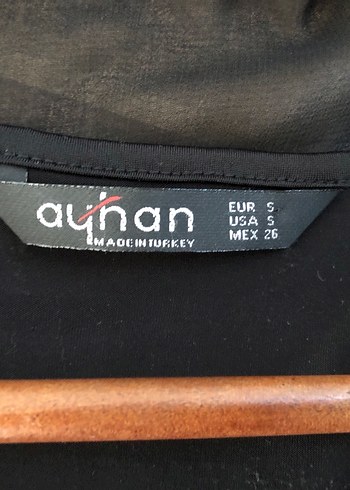 ayhan
MADE IN TURKEY
EUR S
USA S
MEX 26